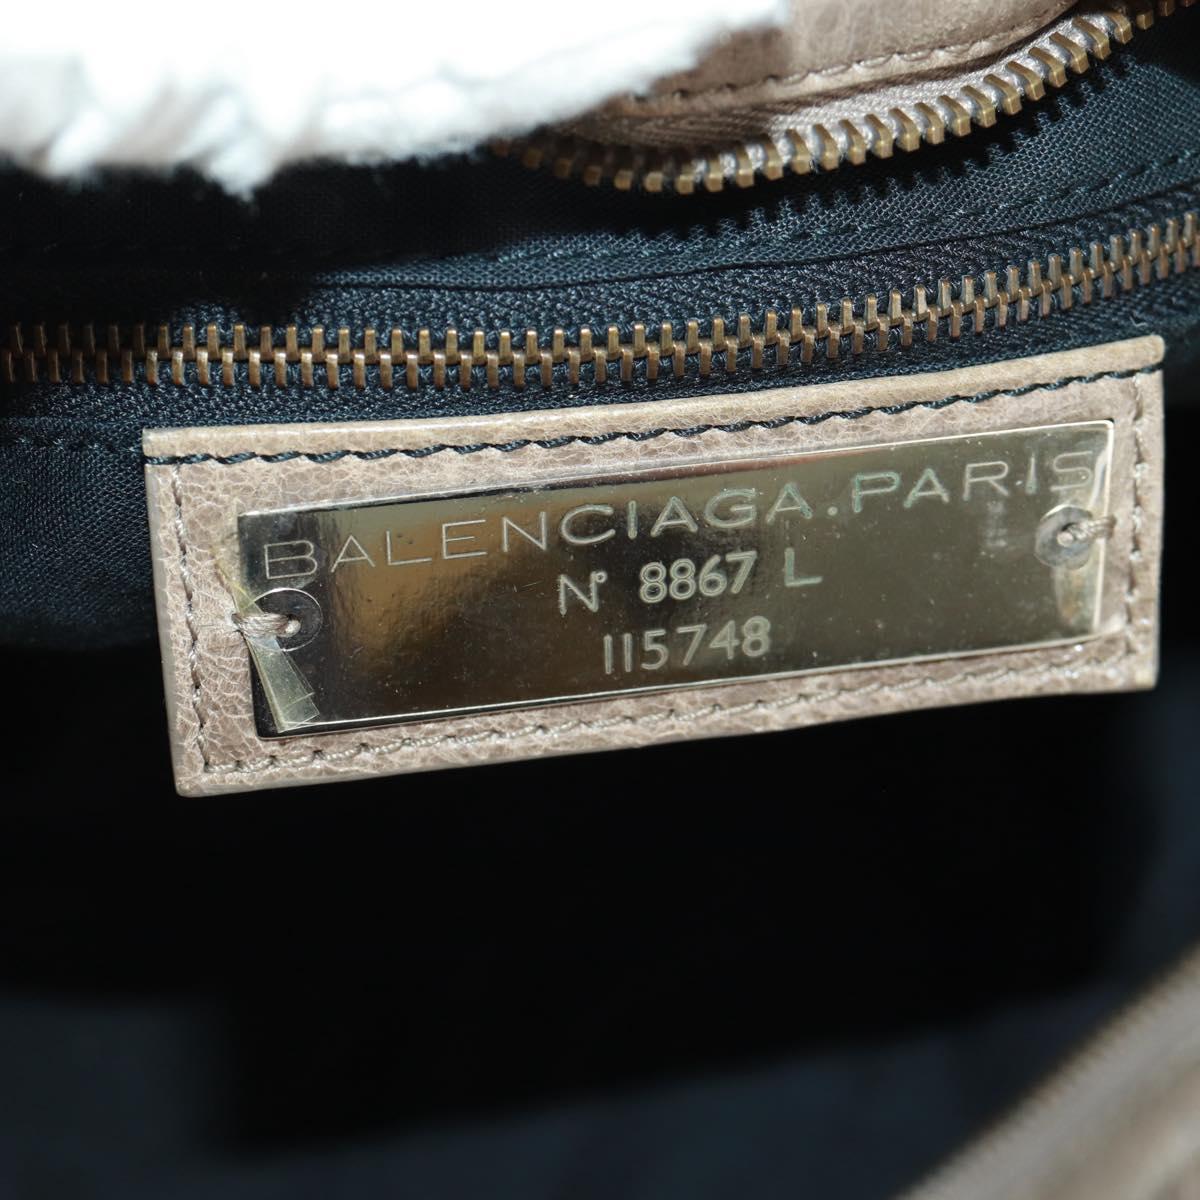 BALENCIAGA.PARIS
N° 8867 L
115748